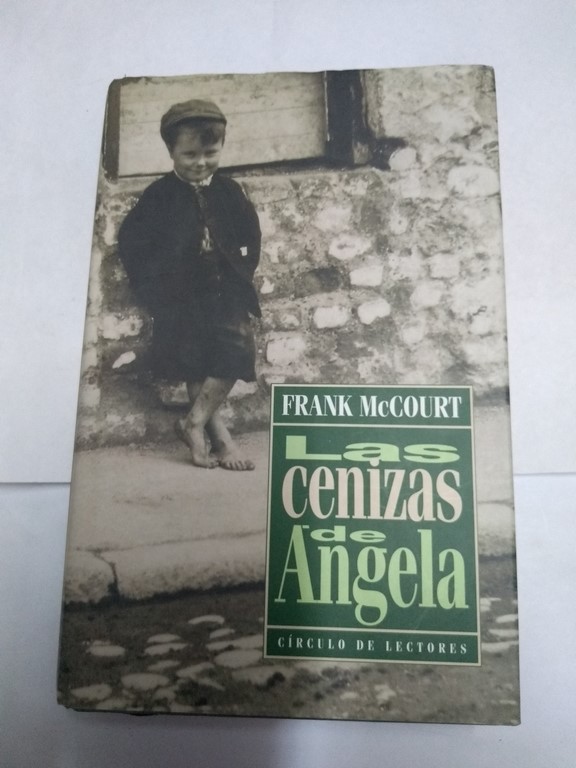 FRANK McCOURT
Las
cenizas
de
Angela
CÍRCULO DE LECTORES